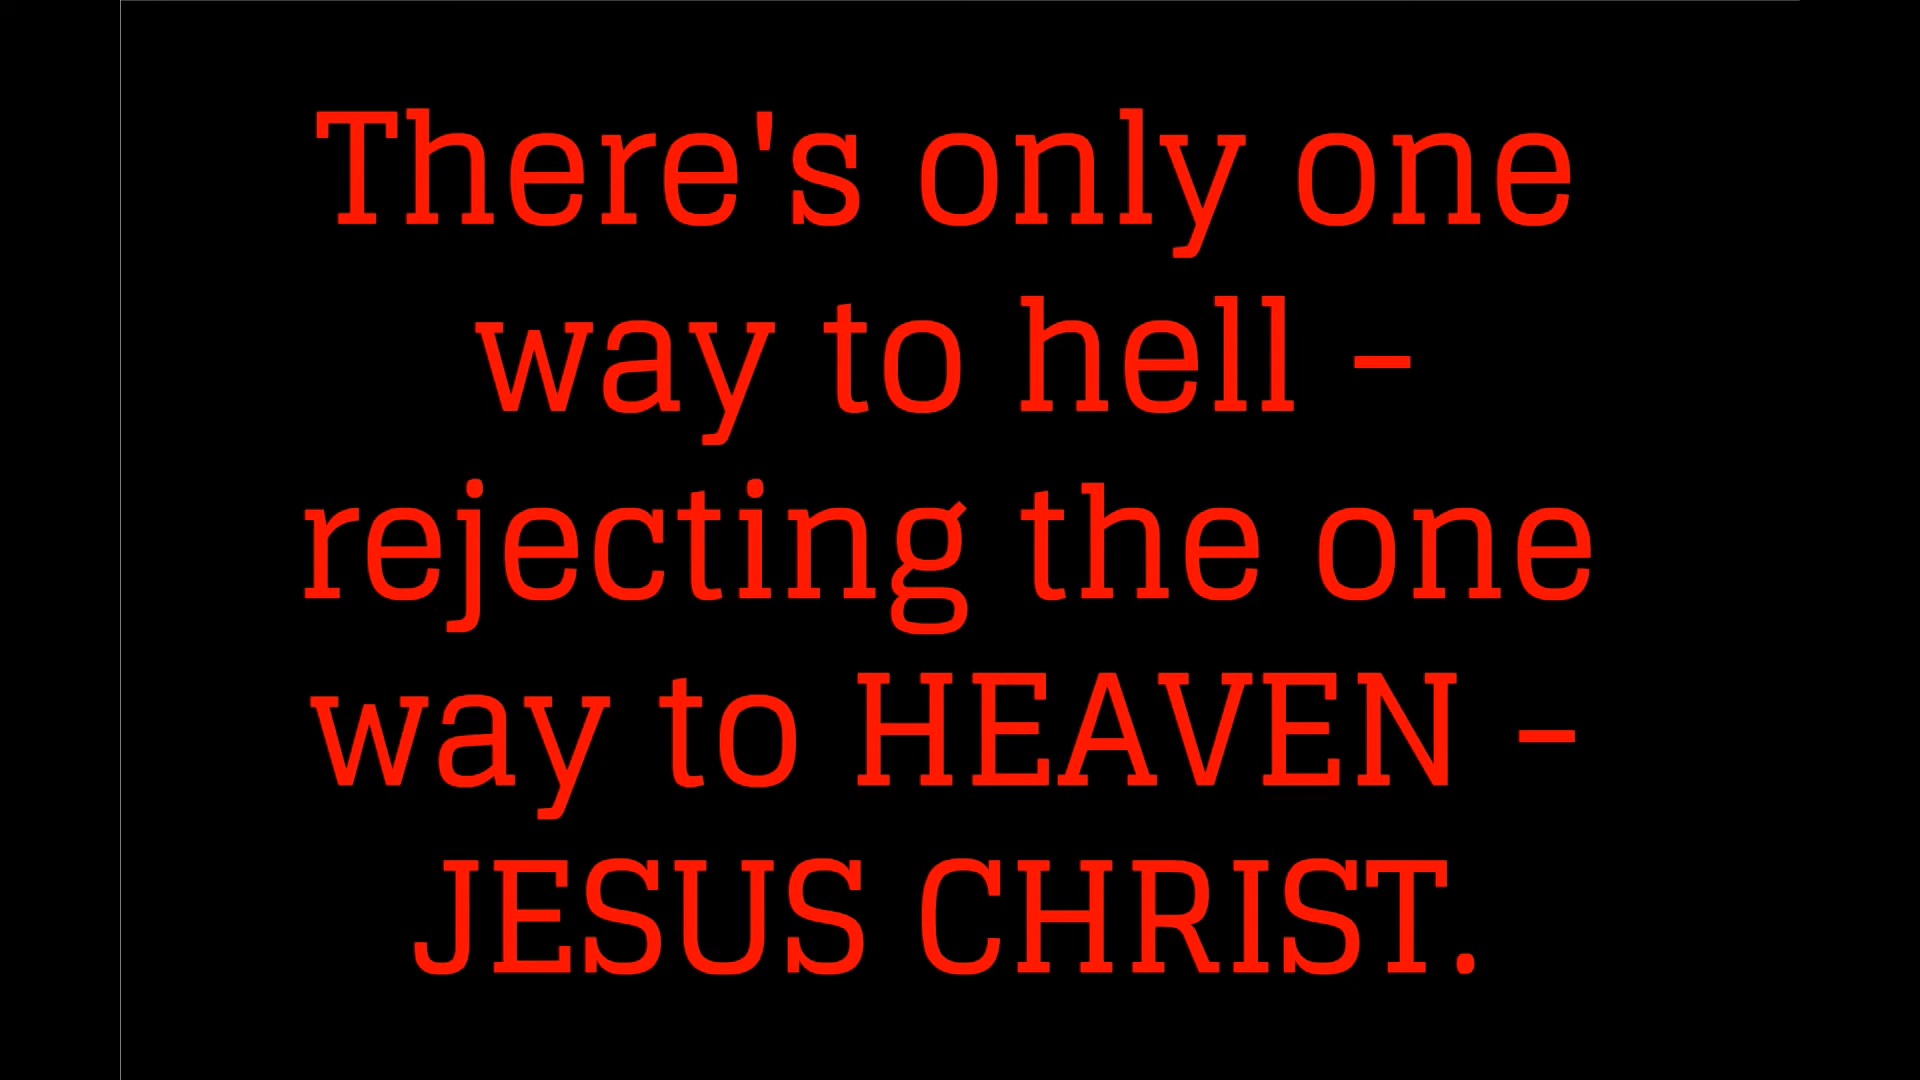 There's only one
way to hell -
rejecting the one
way to HEAVEN -
JESUS CHRIST.